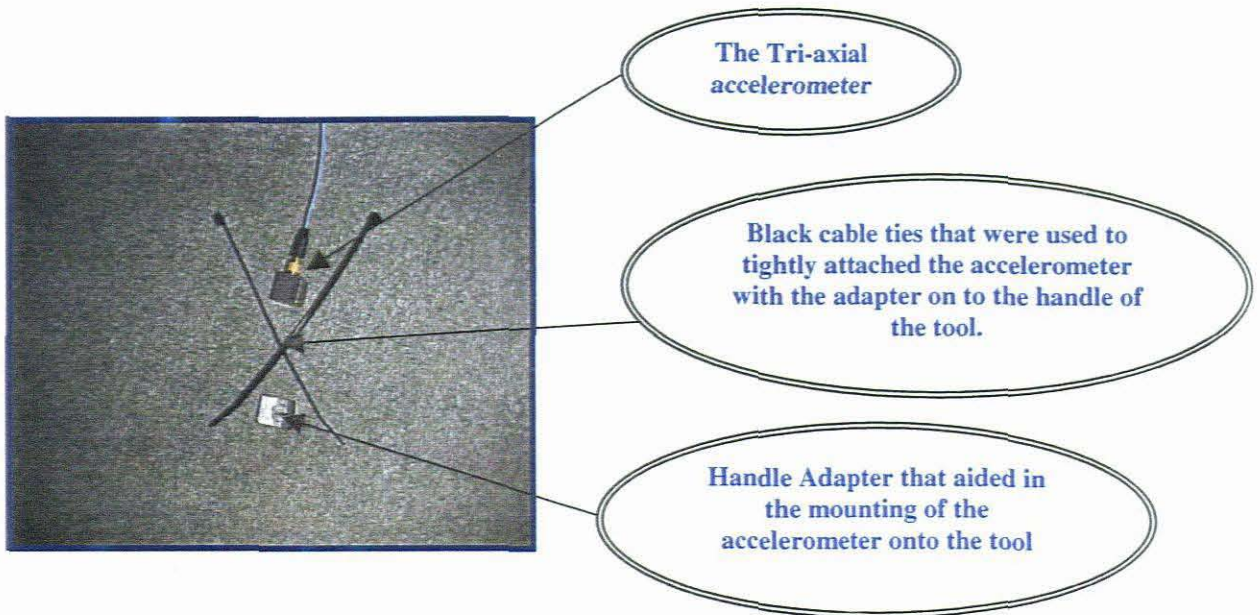 The Tri-axial
accelerometer
Black cable ties that were used to
tightly attached the accelerometer
with the adapter on to the handle of
the tool.
Handle Adapter that aided in
the mounting of the
accelerometer onto the tool